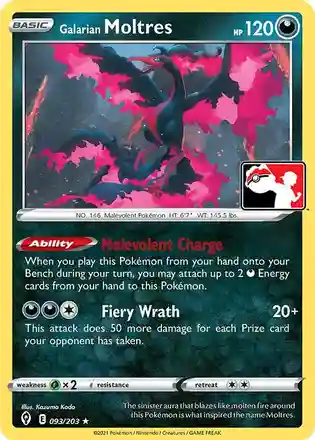 BASIC
Galarian Moltres HP 120
NO. 146 Malevolent Pokémon HT: 6'7" WT: 145.5 lbs.
Ability Malevolent Charge
When you play this Pokémon from your hand onto your
Bench during your turn, you may attach up to 2 Energy
cards from your hand to this Pokémon.
Fiery Wrath 20+
This attack does 50 more damage for each Prize card
your opponent has taken.
weakness ×2 resistance retreat
Illus. Kazumo Kado
093/203 ★
The sinister aura that blazes like molten fire around
this Pokémon is what inspired the name Moltres.
©2021 Pokémon / Nintendo / Creatures / GAME FREAK